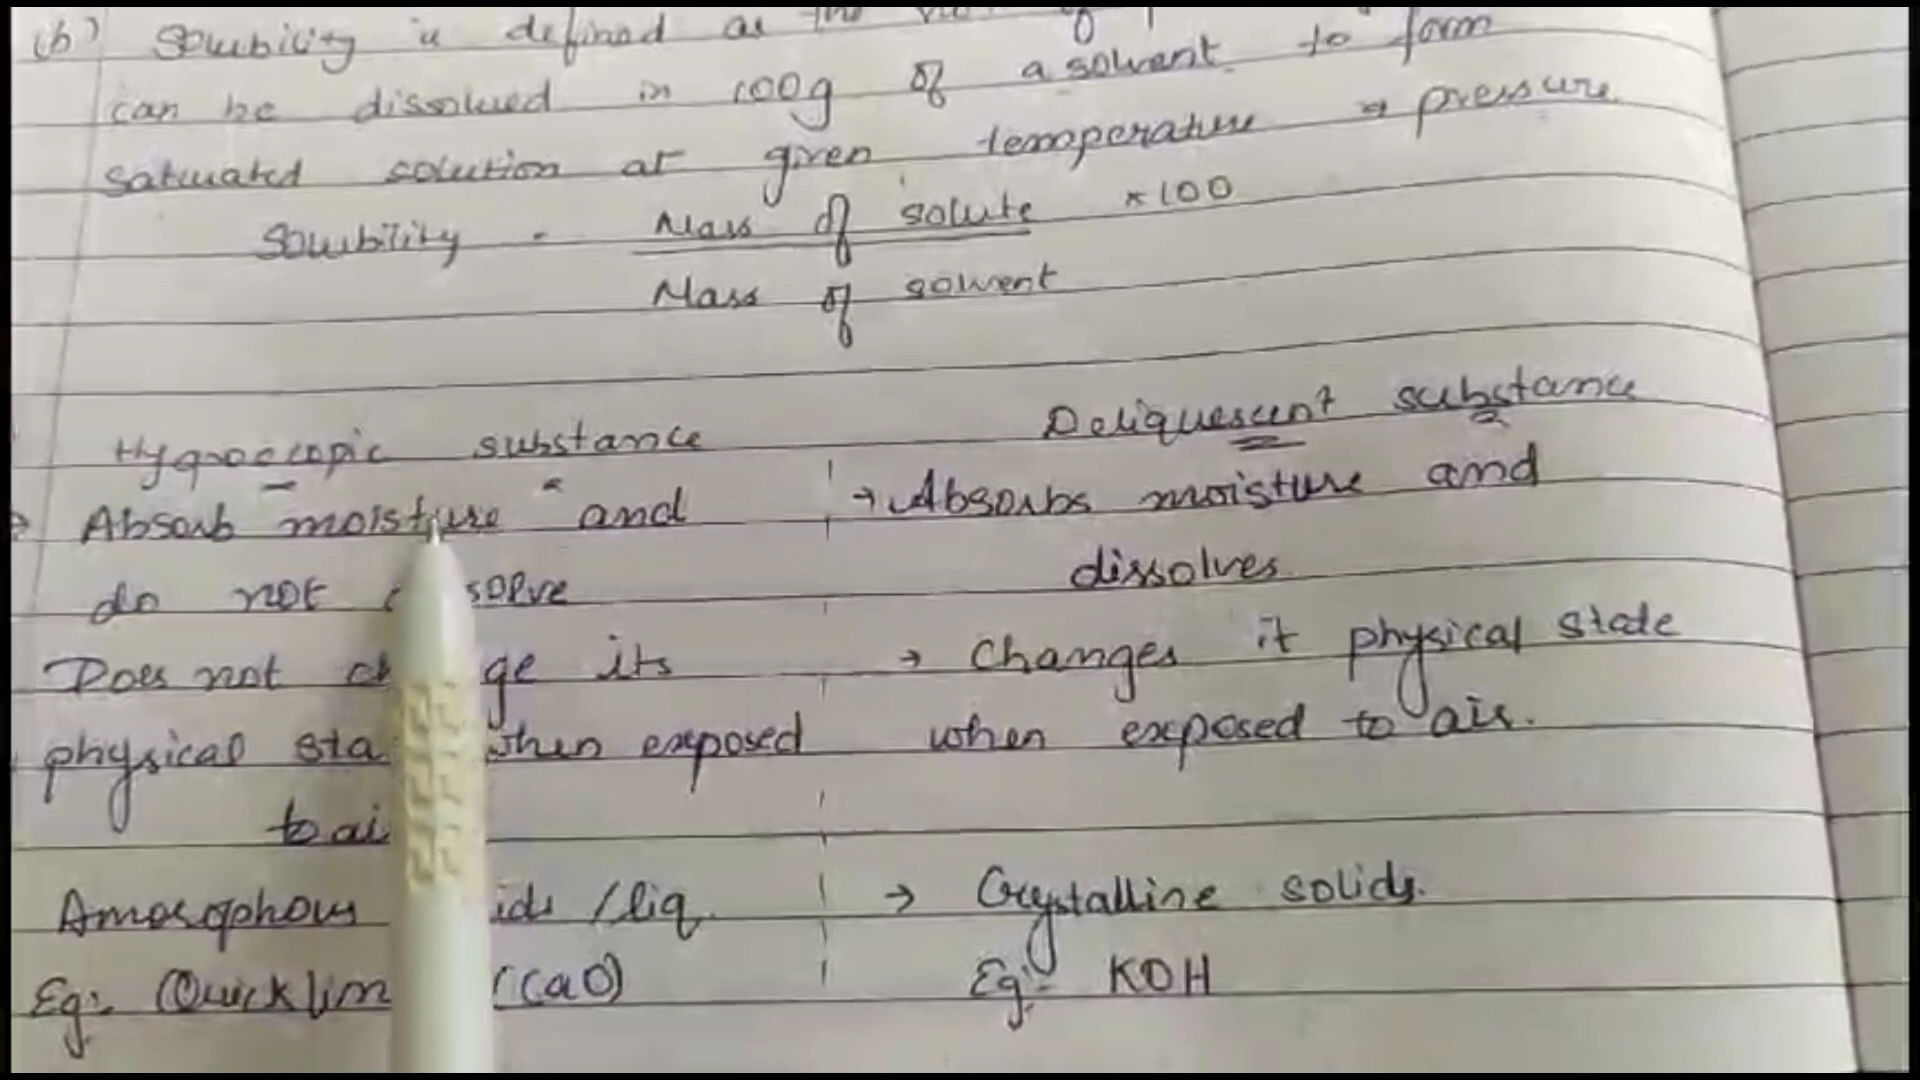 (b) Solubility is defined as the of
can be dissolved in 100g of a solvent to form
saturated solution at given temperature & pressure
Solubility = Mass of solute × 100
Mass of solvent
Hygroscopic substance
Absorb moisture and
do not
Does not its
physical when exposed
to
Amorphous /liq.
Eg:- (CaO)
Deliquescent substance
→ Absorbs moisture and
dissolves.
→ Changes it physical state
when exposed to air.
→ Crystalline solids.
Eg:- KOH